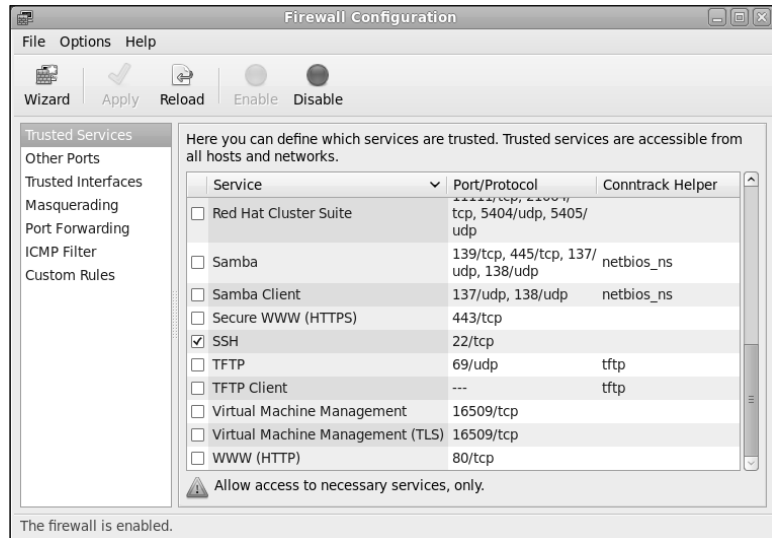 Firewall Configuration
File Options Help
Wizard Apply Reload Enable Disable
Trusted Services
Other Ports
Trusted Interfaces
Masquerading
Port Forwarding
ICMP Filter
Custom Rules
Here you can define which services are trusted. Trusted services are accessible from
all hosts and networks.
Service Port/Protocol Conntrack Helper
Red Hat Cluster Suite
tcp, 5404/udp, 5405/
udp
Samba
139/tcp, 445/tcp, 137/
udp, 138/udp
netbios_ns
Samba Client 137/udp, 138/udp netbios_ns
Secure WWW (HTTPS) 443/tcp
SSH 22/tcp
TFTP 69/udp tftp
TFTP Client --- tftp
Virtual Machine Management 16509/tcp
Virtual Machine Management (TLS) 16509/tcp
WWW (HTTP) 80/tcp
Allow access to necessary services, only.
The firewall is enabled.